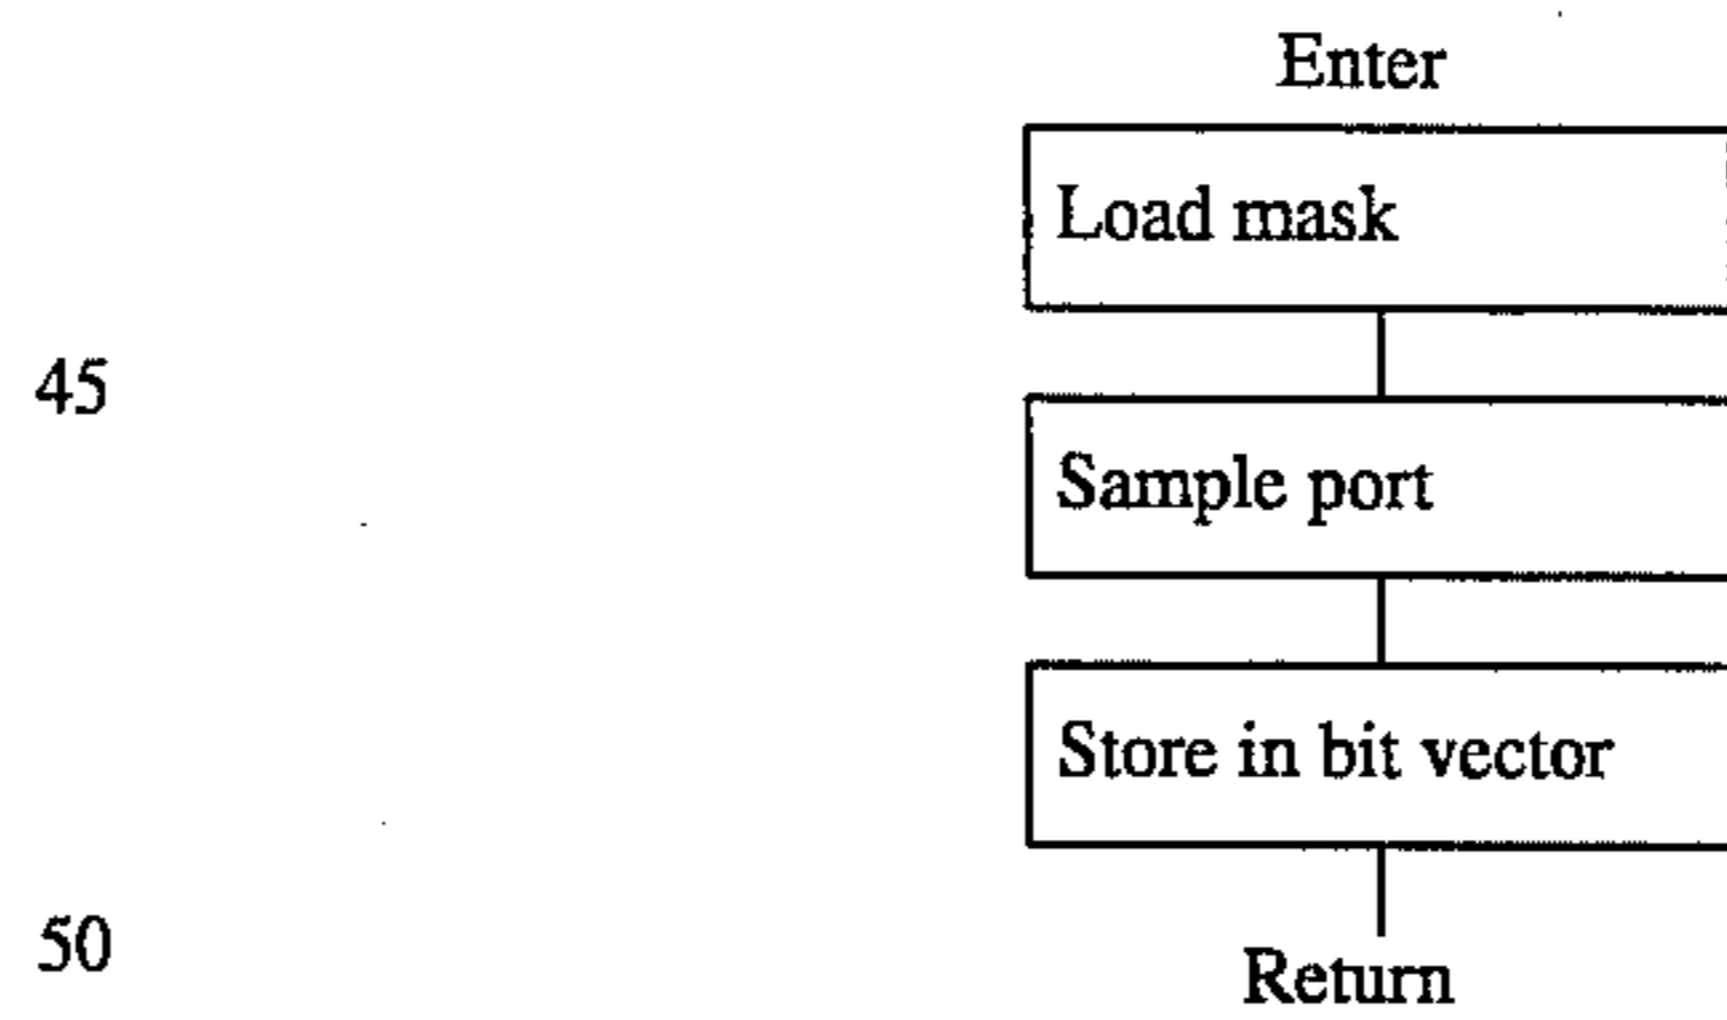 Enter
Load mask
45
Sample port
Store in bit vector
50
Return